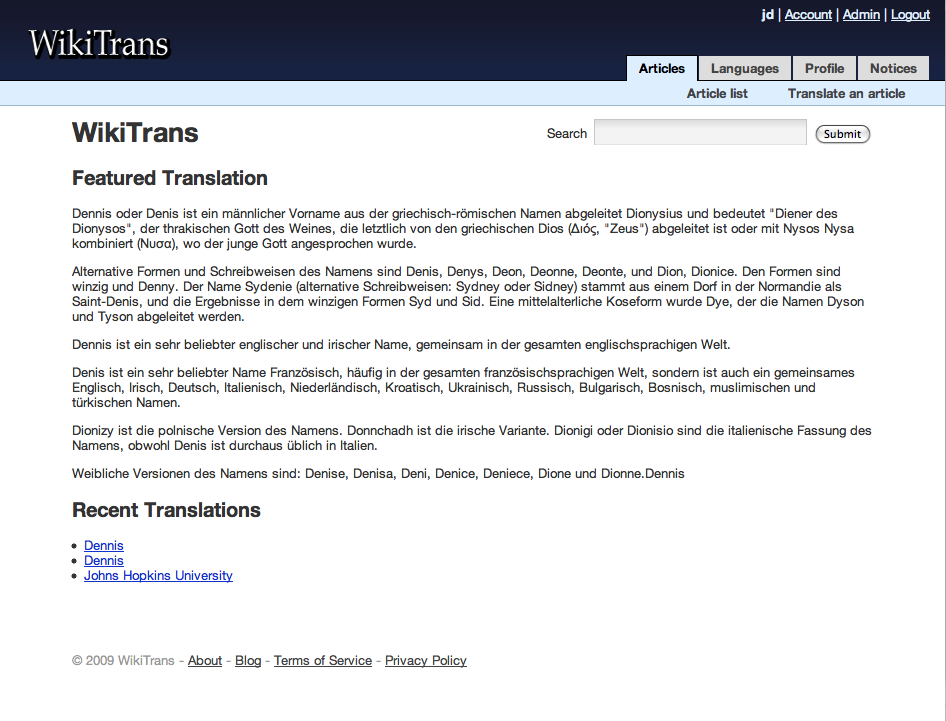 jd | Account | Admin | Logout
WikiTrans
Articles Languages Profile Notices
Article list Translate an article
WikiTrans
Search Submit
Featured Translation
Dennis oder Denis ist ein männlicher Vorname aus der griechisch-römischen Namen abgeleitet Dionysius und bedeutet "Diener des
Dionysos", der thrakischen Gott des Weines, die letztlich von den griechischen Dios (Διός, "Zeus") abgeleitet ist oder mit Nysos Nysa
kombiniert (Νυσα), wo der junge Gott angesprochen wurde.
Alternative Formen und Schreibweisen des Namens sind Denis, Denys, Deon, Deonne, Deonte, und Dion, Dionice. Den Formen sind
winzig und Denny. Der Name Sydenie (alternative Schreibweisen: Sydney oder Sidney) stammt aus einem Dorf in der Normandie als
Saint-Denis, und die Ergebnisse in dem winzigen Formen Syd und Sid. Eine mittelalterliche Koseform wurde Dye, der die Namen Dyson
und Tyson abgeleitet werden.
Dennis ist ein sehr beliebter englischer und irischer Name, gemeinsam in der gesamten englischsprachigen Welt.
Denis ist ein sehr beliebter Name Französisch, häufig in der gesamten französischsprachigen Welt, sondern ist auch ein gemeinsames
Englisch, Irisch, Deutsch, Italienisch, Niederländisch, Kroatisch, Ukrainisch, Russisch, Bulgarisch, Bosnisch, muslimischen und
türkischen Namen.
Dionizy ist die polnische Version des Namens. Donnchadh ist die irische Variante. Dionigi oder Dionisio sind die italienische Fassung des
Namens, obwohl Denis ist durchaus üblich in Italien.
Weibliche Versionen des Namens sind: Denise, Denisa, Deni, Denice, Deniece, Dione und Dionne.Dennis
Recent Translations
Dennis
Dennis
Johns Hopkins University
© 2009 WikiTrans - About - Blog - Terms of Service - Privacy Policy